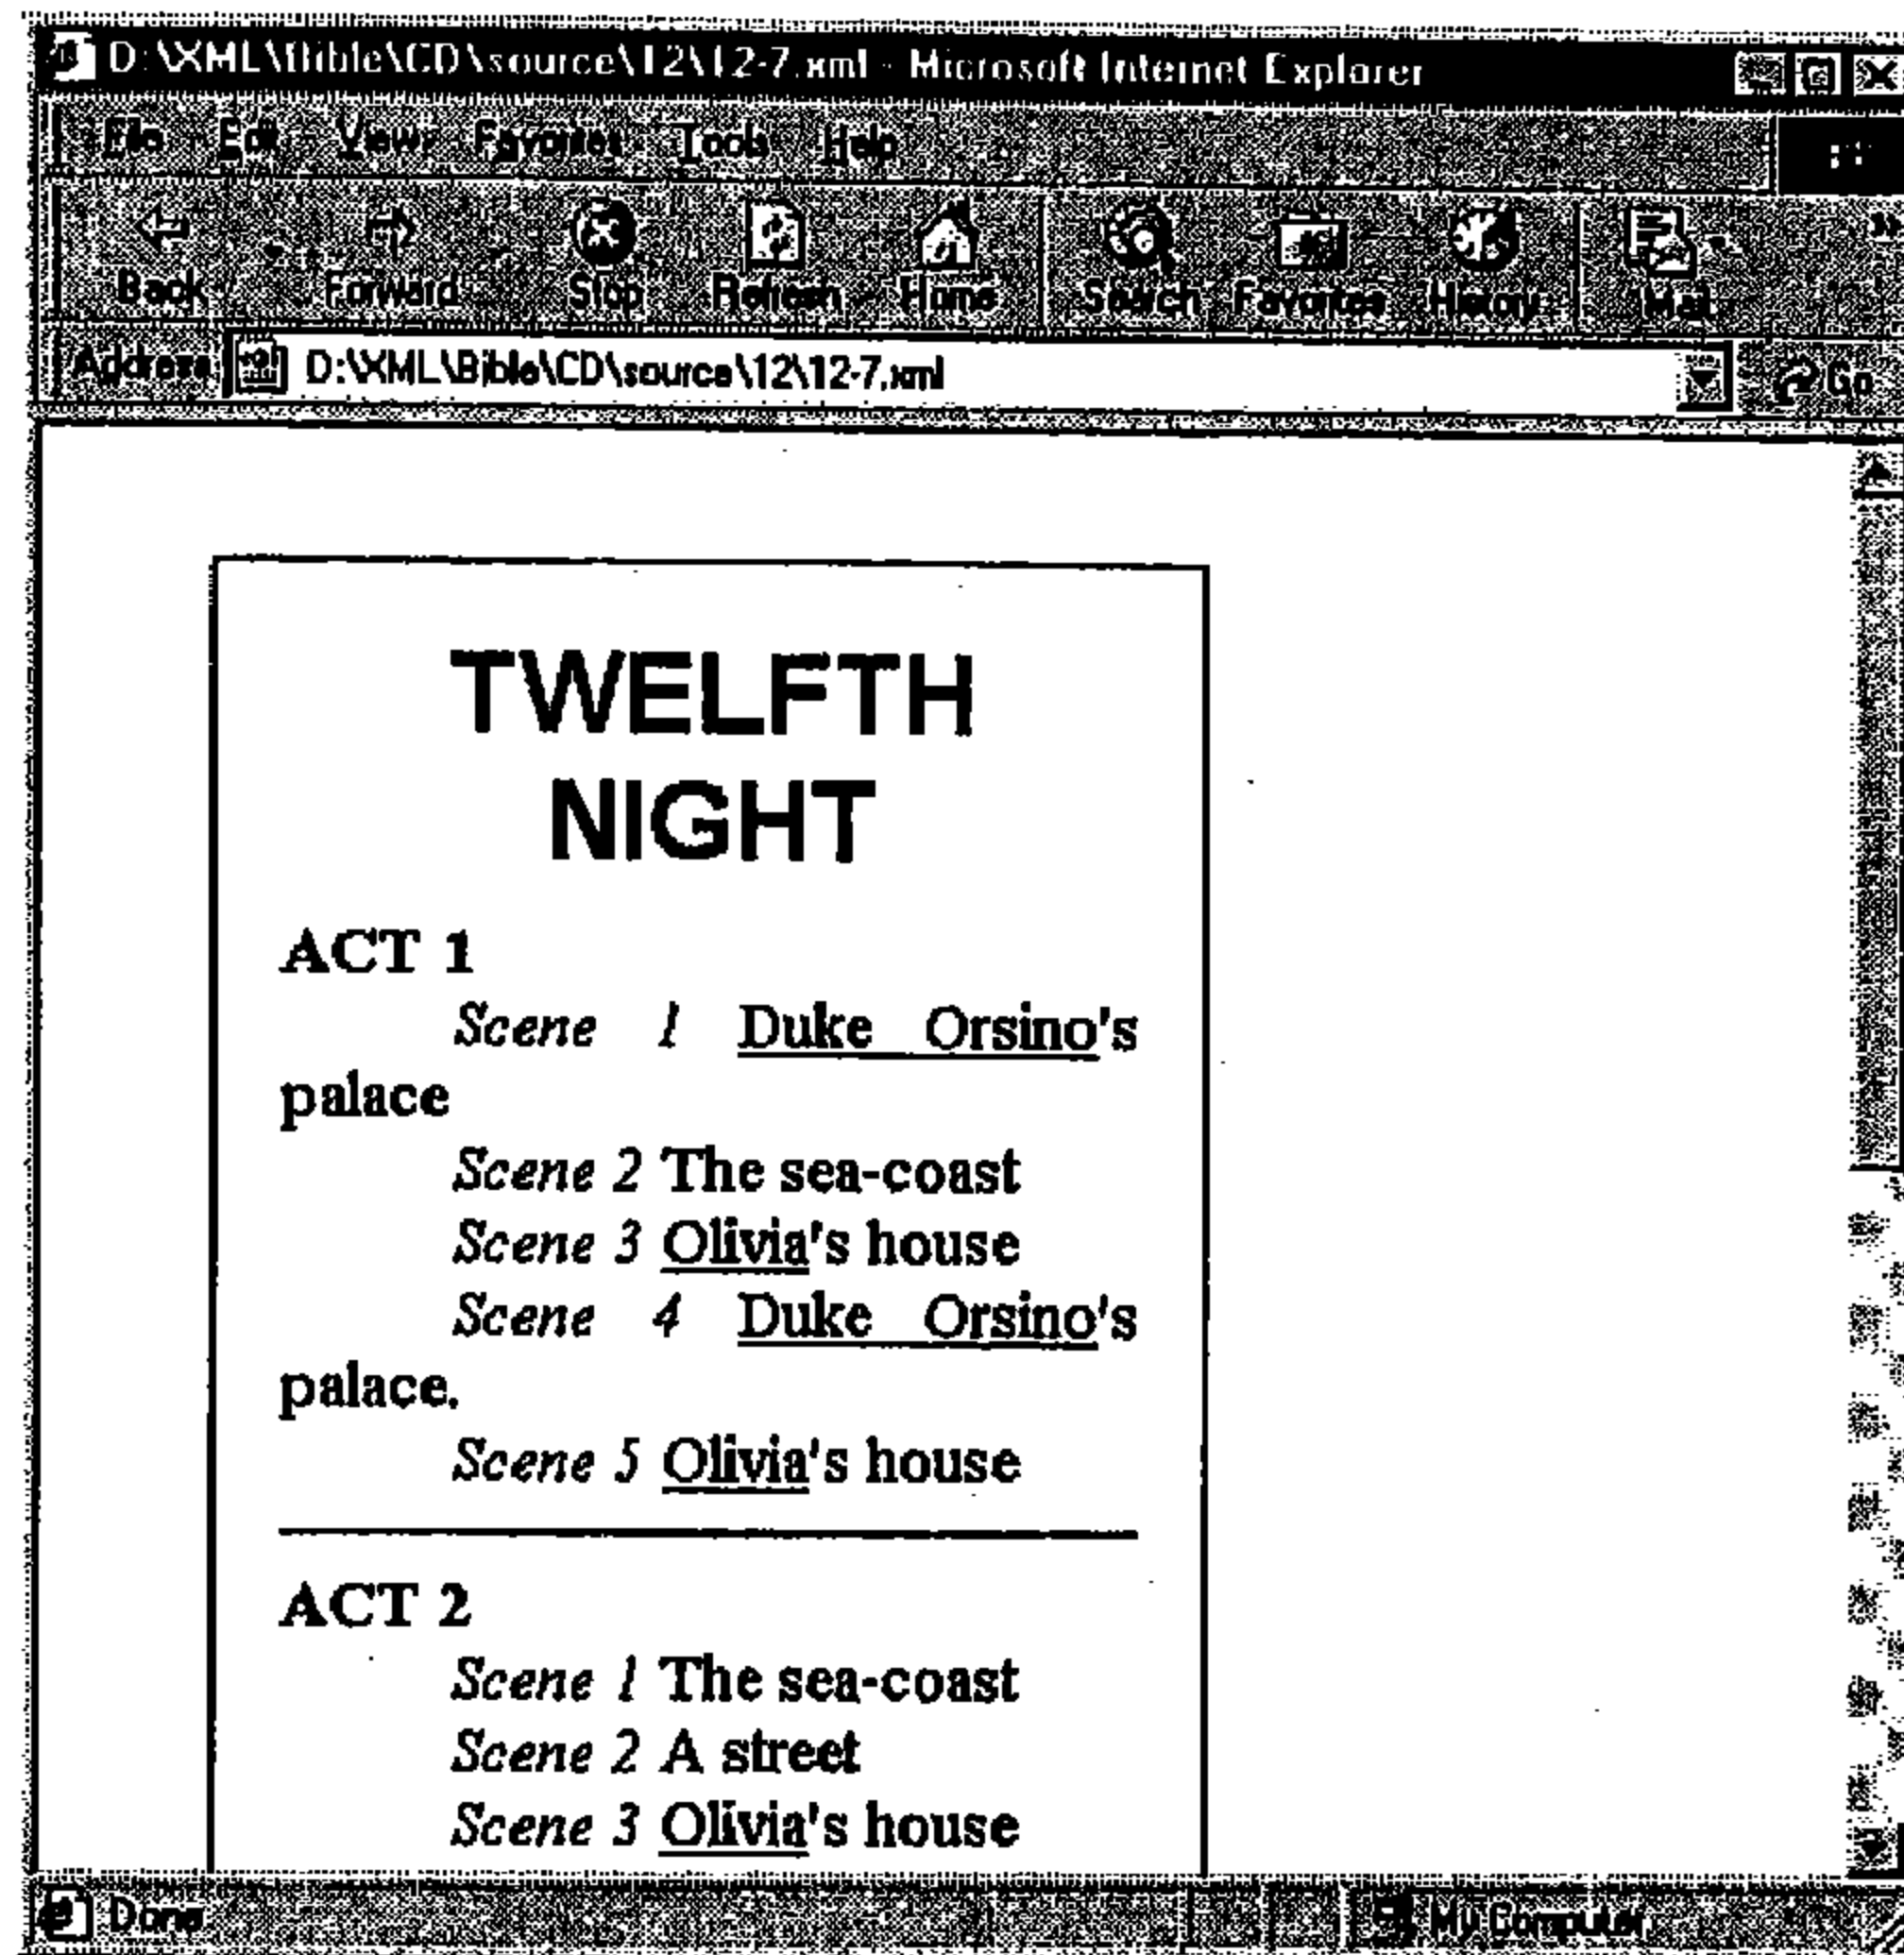 D:\XML\Bible\CD\source\12\12-7.xml - Microsoft Internet Explorer
File Edit View Favorites Tools Help
Back Forward Stop Refresh Home Search Favorites History Mail »
Address D:\XML\Bible\CD\source\12\12-7.xml Go
TWELFTH
NIGHT
ACT 1
Scene 1 Duke Orsino's
palace
Scene 2 The sea-coast
Scene 3 Olivia's house
Scene 4 Duke Orsino's
palace.
Scene 5 Olivia's house
ACT 2
Scene 1 The sea-coast
Scene 2 A street
Scene 3 Olivia's house
Done My Computer